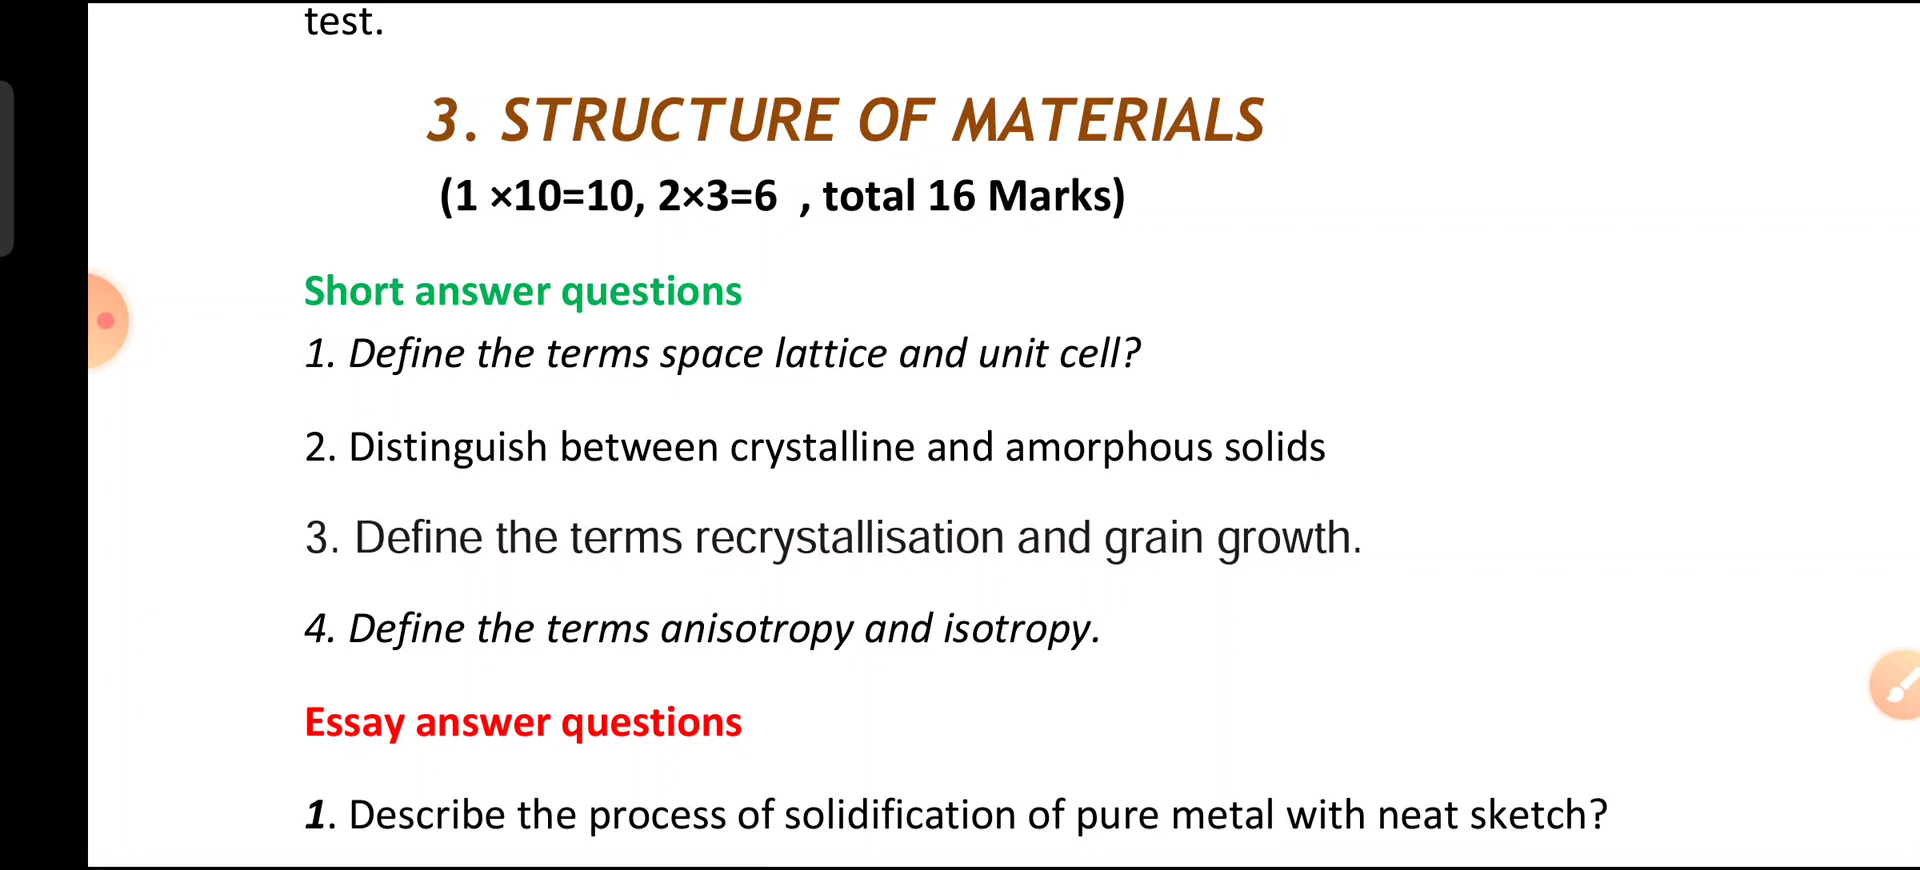 test.
3. STRUCTURE OF MATERIALS
(1 ×10=10, 2×3=6 , total 16 Marks)
Short answer questions
1. Define the terms space lattice and unit cell?
2. Distinguish between crystalline and amorphous solids
3. Define the terms recrystallisation and grain growth.
4. Define the terms anisotropy and isotropy.
Essay answer questions
1. Describe the process of solidification of pure metal with neat sketch?